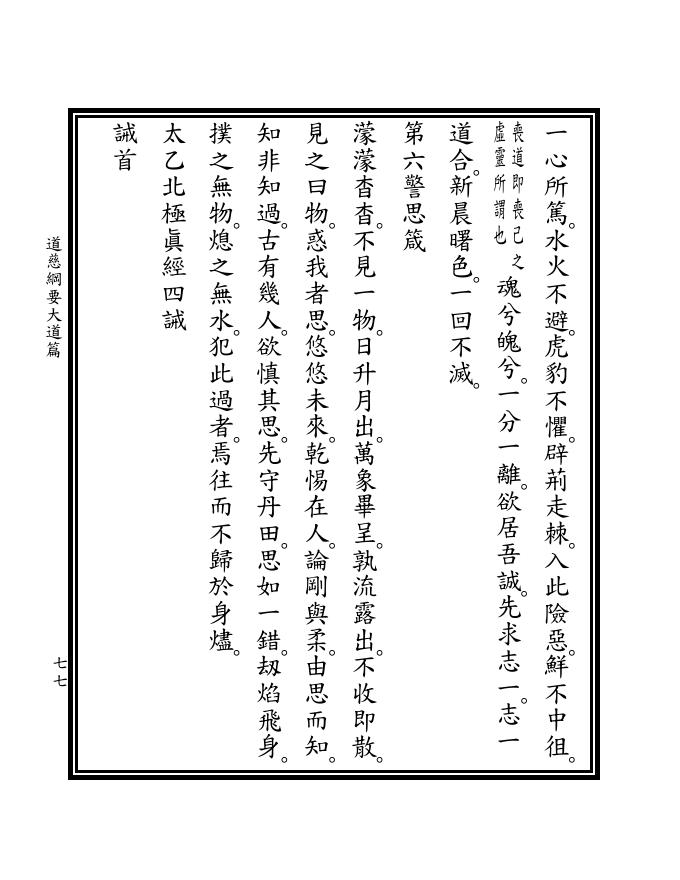 一心所篤。水火不避。虎豹不懼。辟荊走棘。入此險惡。鮮不中徂。
喪道即喪己之
虛靈所謂也
魂兮魄兮。一分一離。欲居吾誠。先求志一。志一
道合。新晨曙色。一回不滅。
第六警思箴
濛濛杳杳。不見一物。日升月出。萬象畢呈。孰流露出。不收即散。
見之曰物。惑我者思。悠悠未來。乾惕在人。論剛與柔。由思而知。
知非知過。古有幾人。欲慎其思。先守丹田。思如一錯。刼焰飛身。
撲之無物。熄之無水。犯此過者。焉往而不歸於身燼。
太乙北極眞經四誡
誡首
道慈綱要大道篇
七七